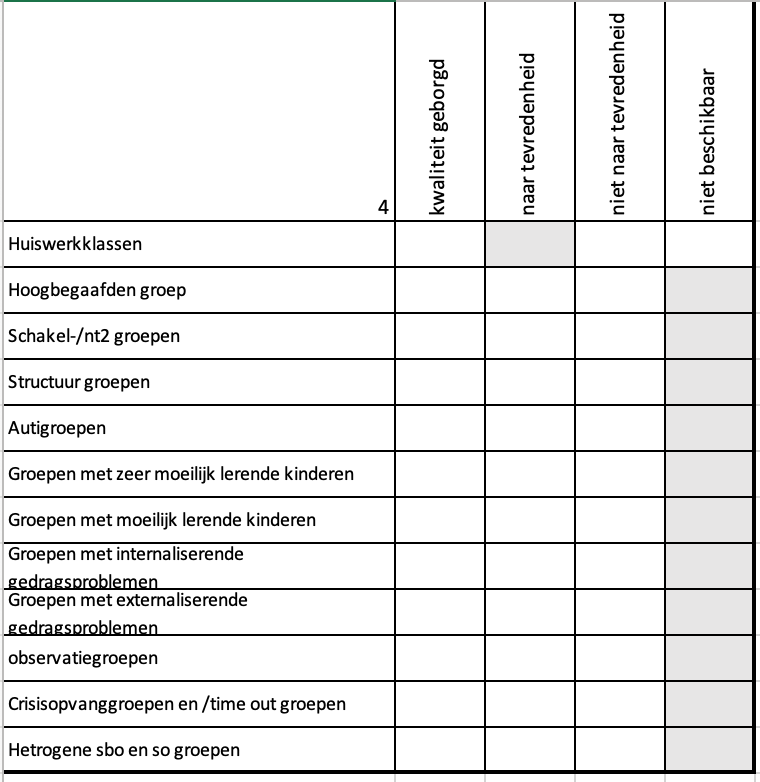 kwaliteit geborgd
naar tevredenheid
niet naar tevredenheid
niet beschikbaar
4
Huiswerkklassen
Hoogbegaafden groep
Schakel-/nt2 groepen
Structuur groepen
Autigroepen
Groepen met zeer moeilijk lerende kinderen
Groepen met moeilijk lerende kinderen
Groepen met internaliserende
gedragsproblemen
Groepen met externaliserende
gedragsproblemen
observatiegroepen
Crisisopvanggroepen en /time out groepen
Hetrogene sbo en so groepen